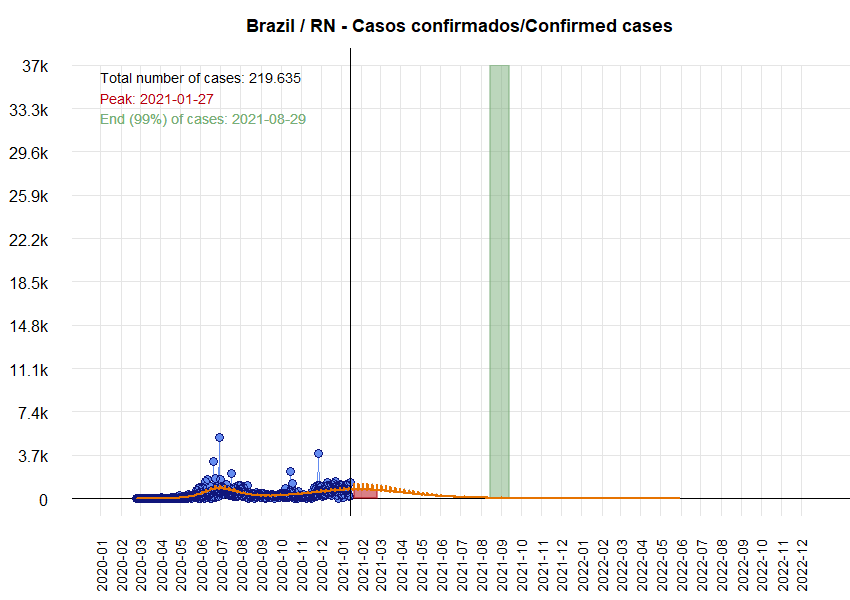 Brazil / RN - Casos confirmados/Confirmed cases
37k
33.3k
29.6k
25.9k
22.2k
18.5k
14.8k
11.1k
7.4k
3.7k
0
Total number of cases: 219.635
Peak: 2021-01-27
End (99%) of cases: 2021-08-29
2020-01
2020-02
2020-03
2020-04
2020-05
2020-06
2020-07
2020-08
2020-09
2020-10
2020-11
2020-12
2021-01
2021-02
2021-03
2021-04
2021-05
2021-06
2021-07
2021-08
2021-09
2021-10
2021-11
2021-12
2022-01
2022-02
2022-03
2022-04
2022-05
2022-06
2022-07
2022-08
2022-09
2022-10
2022-11
2022-12